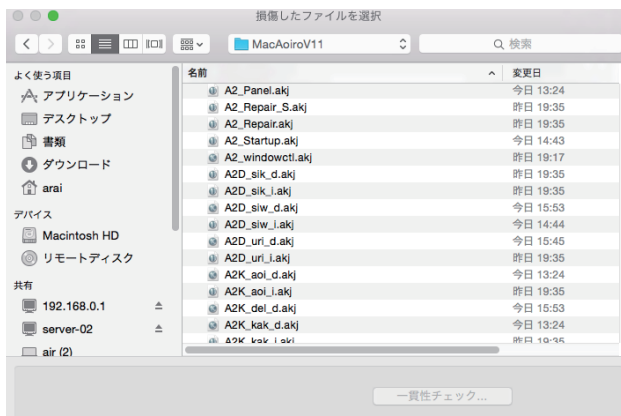 損傷したファイルを選択
MacAoiroV11
検索
よく使う項目
アプリケーション
デスクトップ
書類
ダウンロード
arai
デバイス
Macintosh HD
リモートディスク
共有
192.168.0.1
server-02
air (2)
名前 変更日
A2_Panel.akj 今日 13:24
A2_Repair_S.akj 昨日 19:35
A2_Repair.akj 昨日 19:35
A2_Startup.akj 今日 14:43
A2_windowctl.akj 昨日 19:17
A2D_sik_d.akj 昨日 19:35
A2D_sik_i.akj 昨日 19:35
A2D_siw_d.akj 今日 15:53
A2D_siw_i.akj 今日 14:44
A2D_uri_d.akj 今日 15:45
A2D_uri_i.akj 昨日 19:35
A2K_aoi_d.akj 今日 13:24
A2K_aoi_i.akj 昨日 19:35
A2K_del_d.akj 今日 15:53
A2K_kak_d.akj 今日 13:24
A2K_kak_i.akj 昨日 19:35
一貫性チェック...